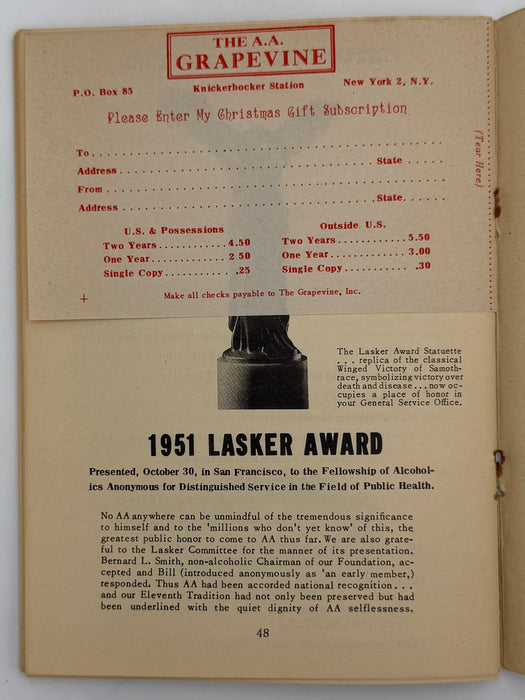 THE A.A.
GRAPEVINE
P.O. Box 85 Knickerbocker Station New York 2, N.Y.
Please Enter My Christmas Gift Subscription
To
Address State
From
Address State
(Tear Here)
U.S. & Possessions
Two Years 4.50
One Year 2 50
Single Copy .25
Outside U.S.
Two Years 5.50
One Year 3.00
Single Copy .30
+ Make all checks payable to The Grapevine, Inc.
The Lasker Award Statuette
. . . replica of the classical
Winged Victory of Samoth-
race, symbolizing victory over
death and disease . . . now oc-
cupies a place of honor in
your General Service Office.
1951 LASKER AWARD
Presented, October 30, in San Francisco, to the Fellowship of Alcohol-
ics Anonymous for Distinguished Service in the Field of Public Health.
No AA anywhere can be unmindful of the tremendous significance
to himself and to the 'millions who don't yet know' of this, the
greatest public honor to come to AA thus far. We are also grate-
ful to the Lasker Committee for the manner of its presentation.
Bernard L. Smith, non-alcoholic Chairman of our Foundation, ac-
cepted and Bill (introduced anonymously as 'an early member,)
responded. Thus AA had been accorded national recognition . . .
and our Eleventh Tradition had not only been preserved but had
been underlined with the quiet dignity of AA selflessness.
48